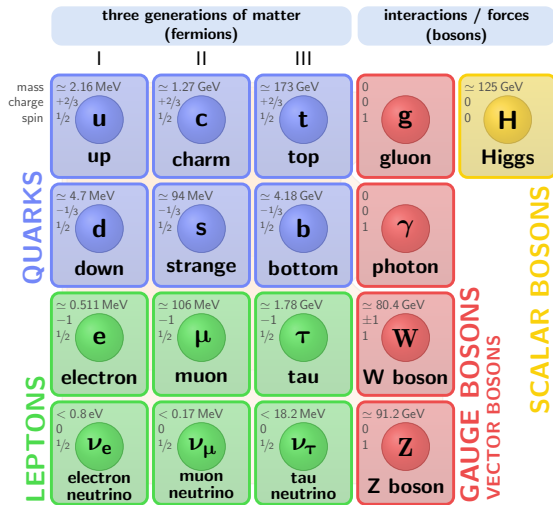 three generations of matter
(fermions)
interactions / forces
(bosons)
I
II
III
mass
charge
spin
≃ 2.16 MeV
+2/3
1/2
u
up
≃ 1.27 GeV
+2/3
1/2
c
charm
≃ 173 GeV
+2/3
1/2
t
top
0
0
1
g
gluon
≃ 125 GeV
0
0
H
Higgs
≃ 4.7 MeV
−1/3
1/2
d
down
≃ 94 MeV
−1/3
1/2
s
strange
≃ 4.18 GeV
−1/3
1/2
b
bottom
0
0
1
γ
photon
≃ 0.511 MeV
−1
1/2
e
electron
≃ 106 MeV
−1
1/2
μ
muon
≃ 1.78 GeV
−1
1/2
τ
tau
≃ 80.4 GeV
±1
1
W
W boson
< 0.8 eV
0
1/2
νe
electron
neutrino
< 0.17 MeV
0
1/2
νμ
muon
neutrino
< 18.2 MeV
0
1/2
ντ
tau
neutrino
≃ 91.2 GeV
0
1
Z
Z boson
QUARKS
LEPTONS
GAUGE BOSONS
VECTOR BOSONS
SCALAR BOSONS